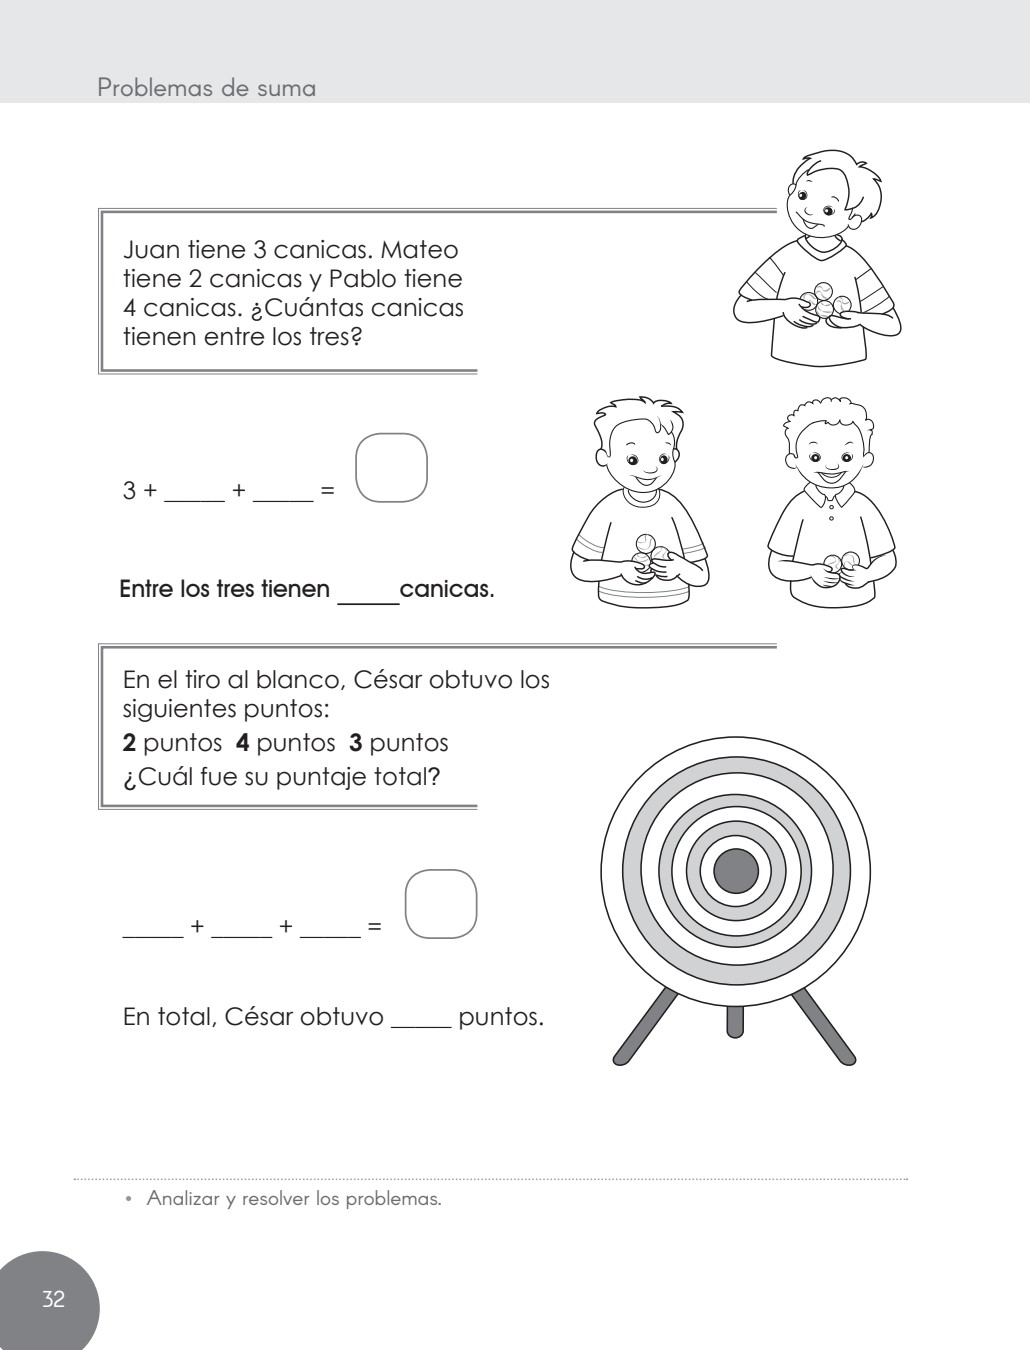 Problemas de suma
Juan tiene 3 canicas. Mateo
tiene 2 canicas y Pablo tiene
4 canicas. ¿Cuántas canicas
tienen entre los tres?
3 + _____ + _____ =
Entre los tres tienen _____canicas.
En el tiro al blanco, César obtuvo los
siguientes puntos:
2 puntos 4 puntos 3 puntos
¿Cuál fue su puntaje total?
_____ + _____ + _____ =
En total, César obtuvo _____ puntos.
• Analizar y resolver los problemas.
32